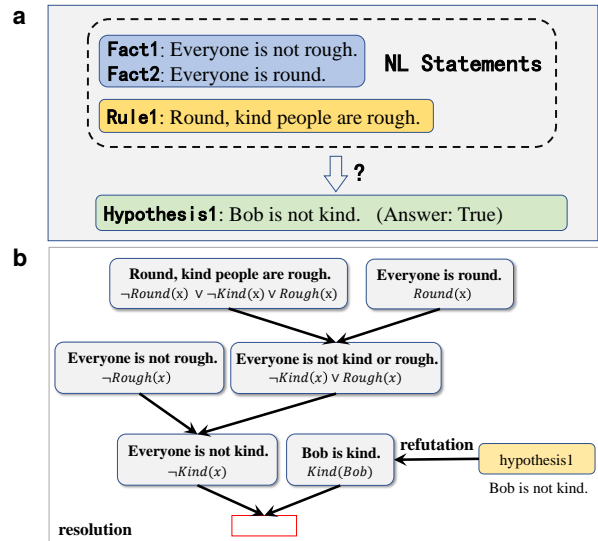 a
Fact1: Everyone is not rough.
Fact2: Everyone is round.
NL Statements
Rule1: Round, kind people are rough.
?
Hypothesis1: Bob is not kind. (Answer: True)
b
Round, kind people are rough.
¬Round(x) ∨ ¬Kind(x) ∨ Rough(x)
Everyone is round.
Round(x)
Everyone is not rough.
¬Rough(x)
Everyone is not kind or rough.
¬Kind(x) ∨ Rough(x)
Everyone is not kind.
¬Kind(x)
Bob is kind.
Kind(Bob)
refutation
hypothesis1
Bob is not kind.
resolution